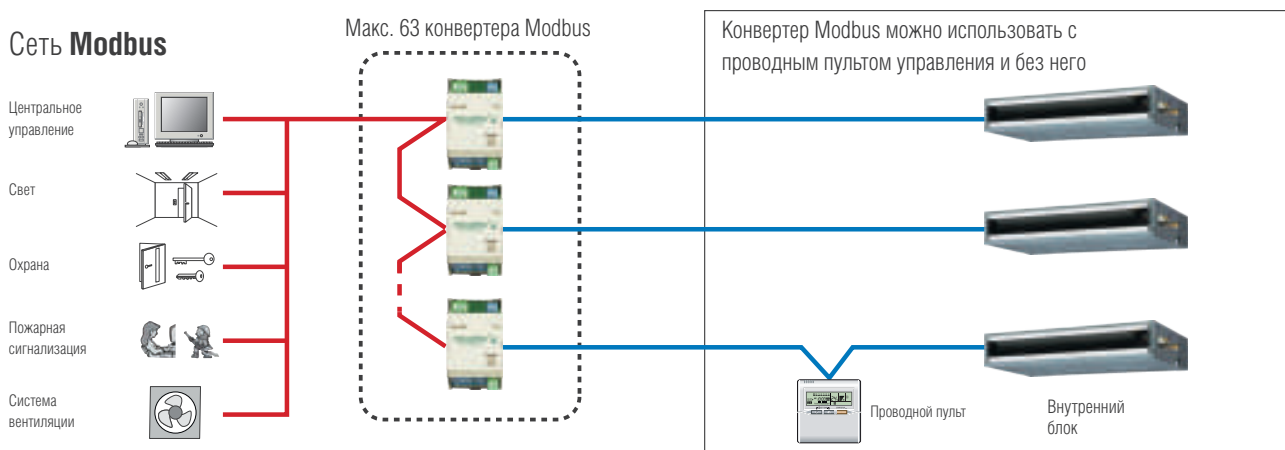 Сеть Modbus
Макс. 63 конвертера Modbus
Конвертер Modbus можно использовать с
проводным пультом управления и без него
Центральное
управление
Свет
Охрана
Пожарная
сигнализация
Система
вентиляции
Проводной пульт
Внутренний
блок